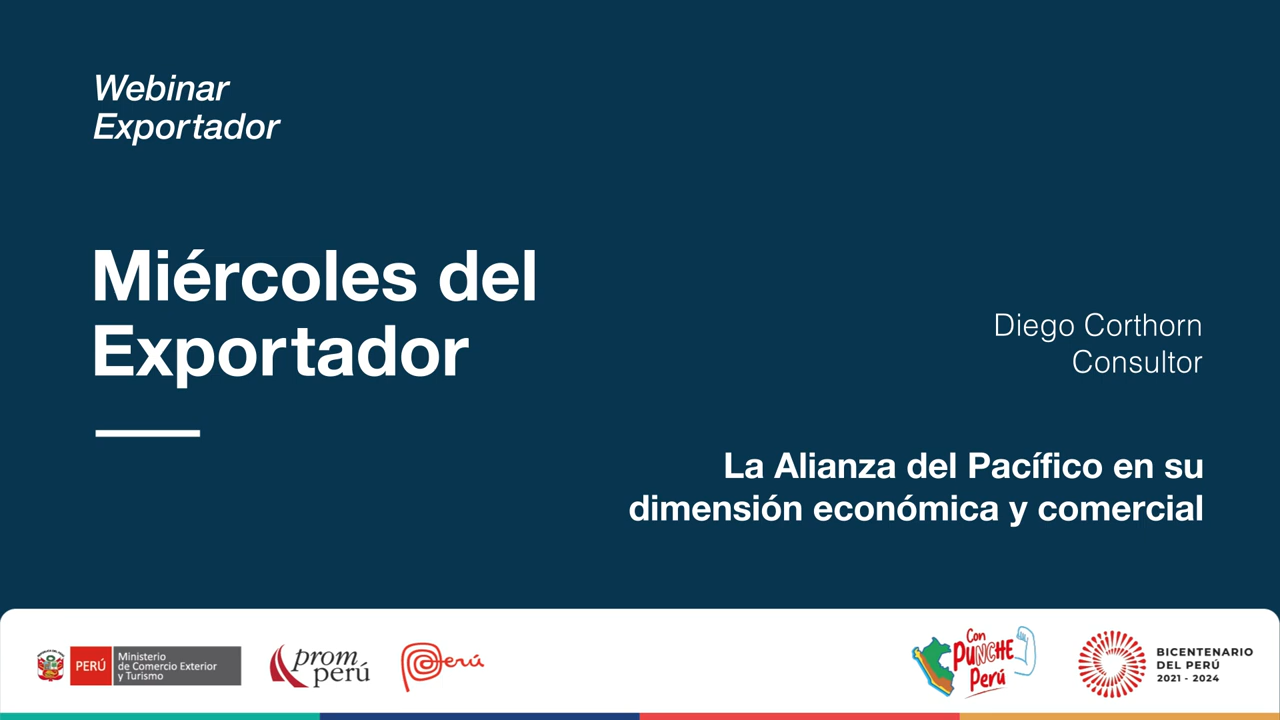 Webinar
Exportador
Miércoles del
Exportador
Diego Corthorn
Consultor
La Alianza del Pacífico en su
dimensión económica y comercial
PERÚ
Ministerio
de Comercio Exterior
y Turismo
prom
perú
Perú
Con
PUNCHE
Perú
BICENTENARIO
DEL PERÚ
2021 - 2024